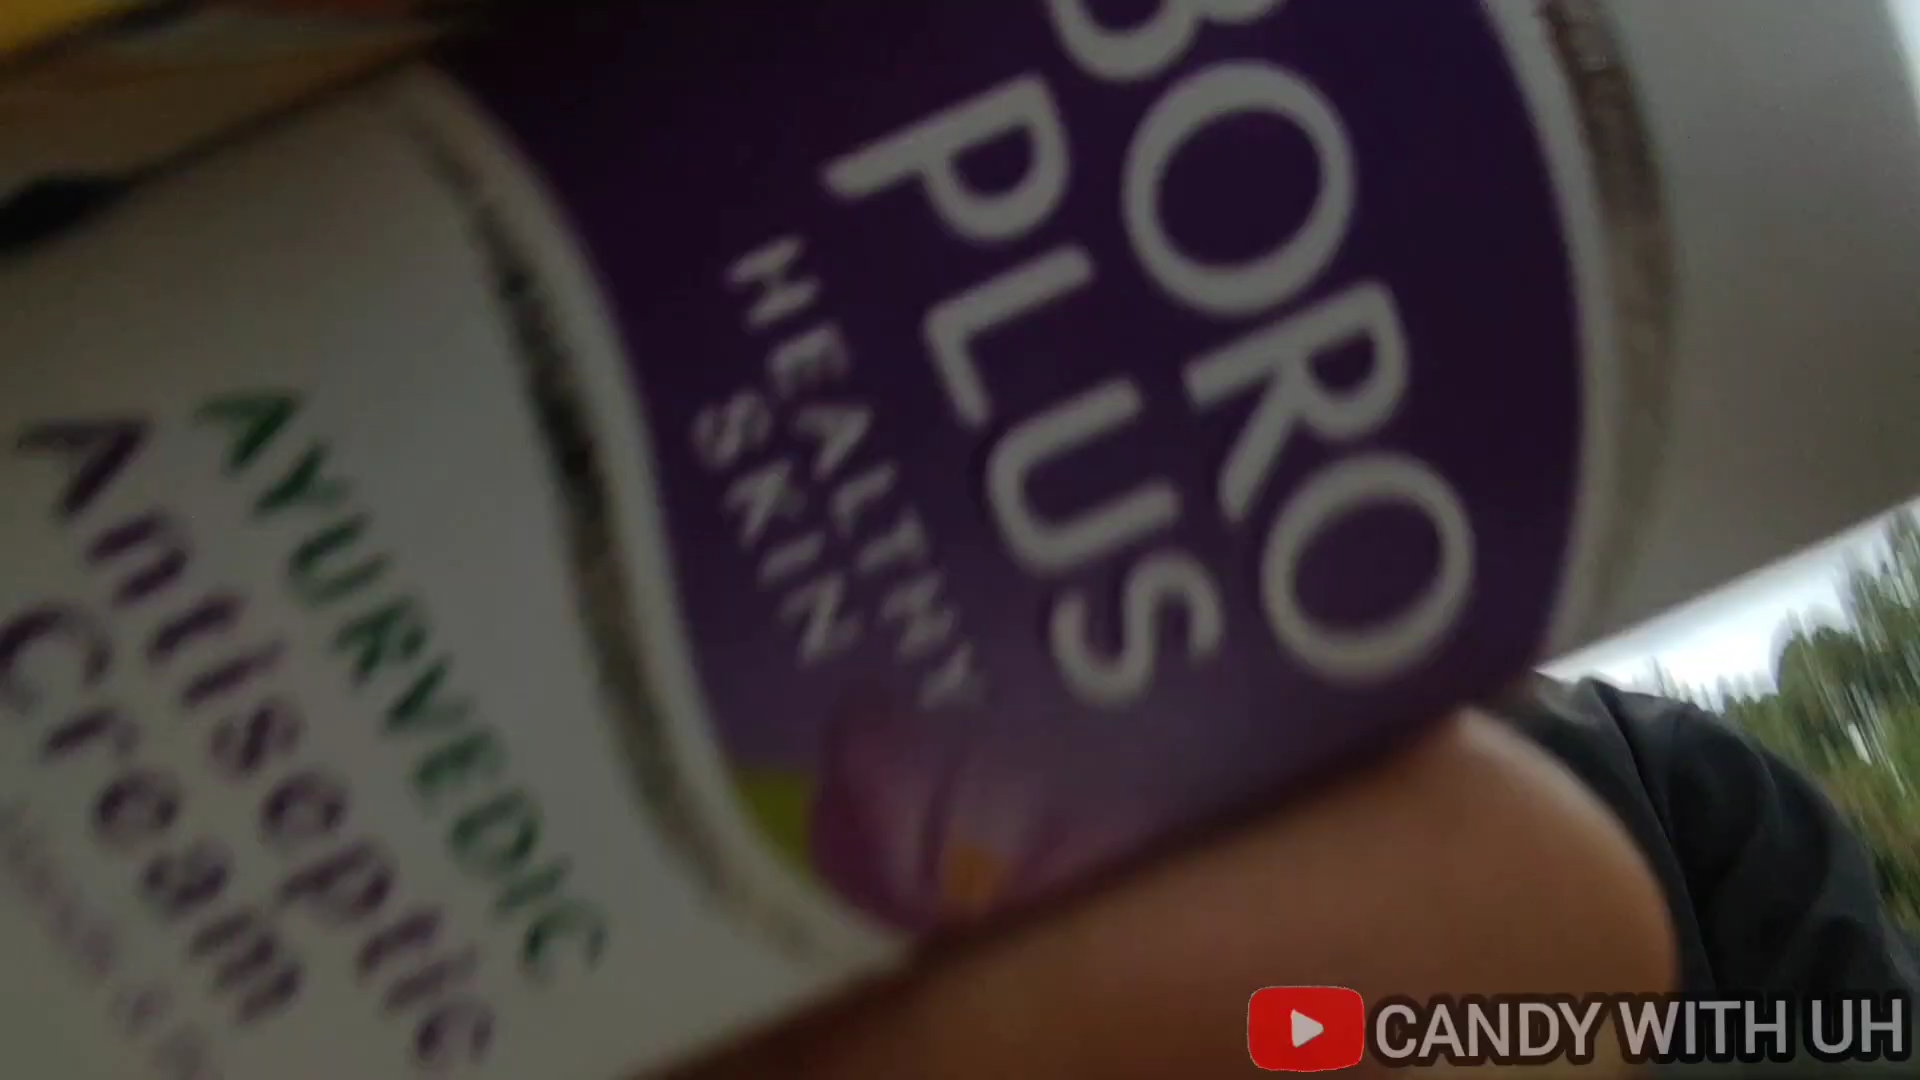 BORO
PLUS
HEALTHY
SKIN
AYURVEDIC
Antiseptic
Cream
CANDY WITH UH